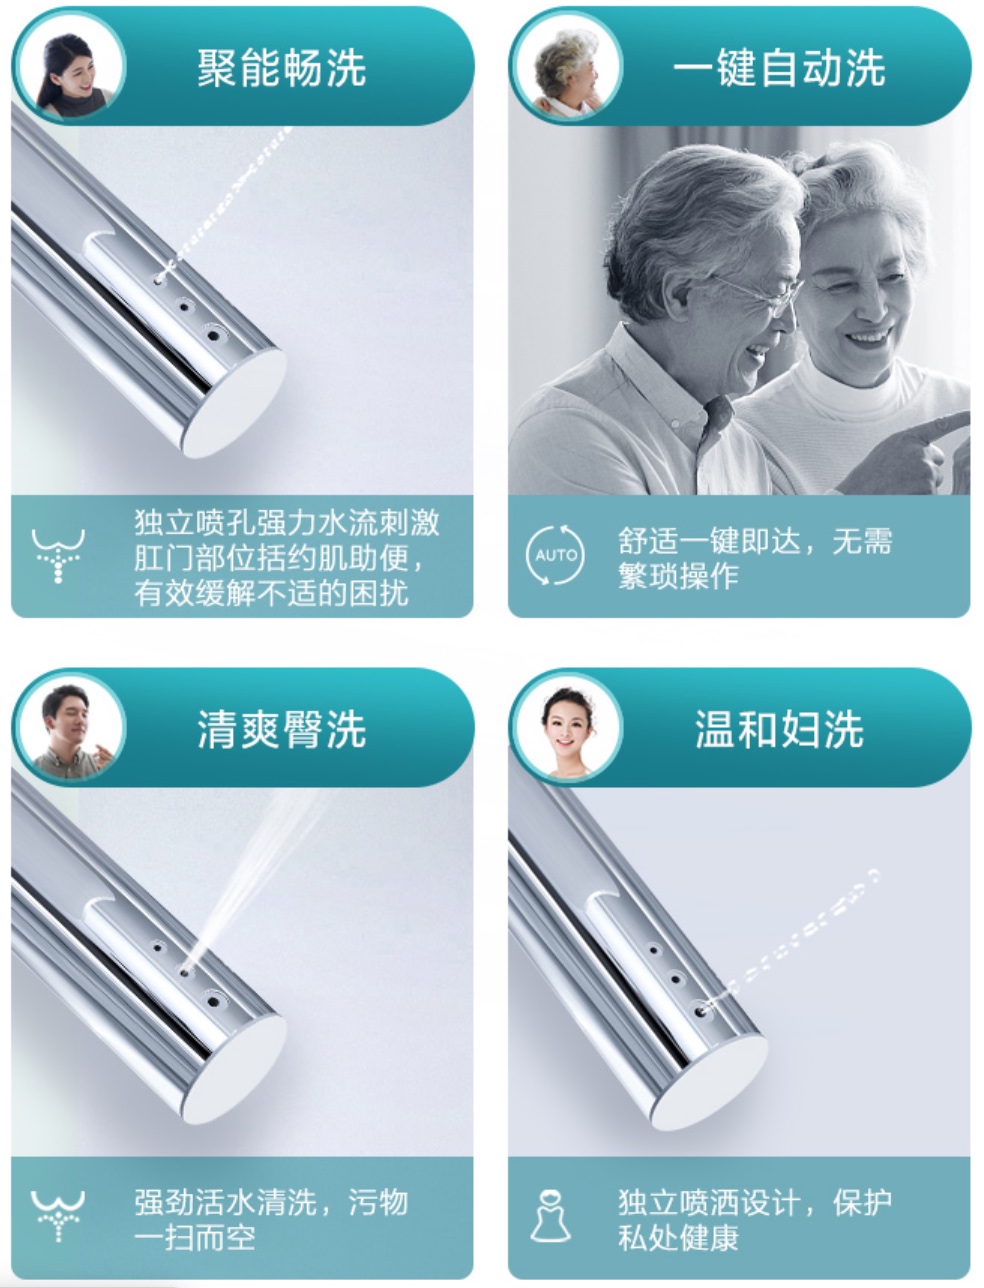 聚能畅洗
独立喷孔强力水流刺激
肛门部位括约肌助便，
有效缓解不适的困扰
一键自动洗
AUTO
舒适一键即达，无需
繁琐操作
清爽臀洗
强劲活水清洗，污物
一扫而空
温和妇洗
独立喷洒设计，保护
私处健康